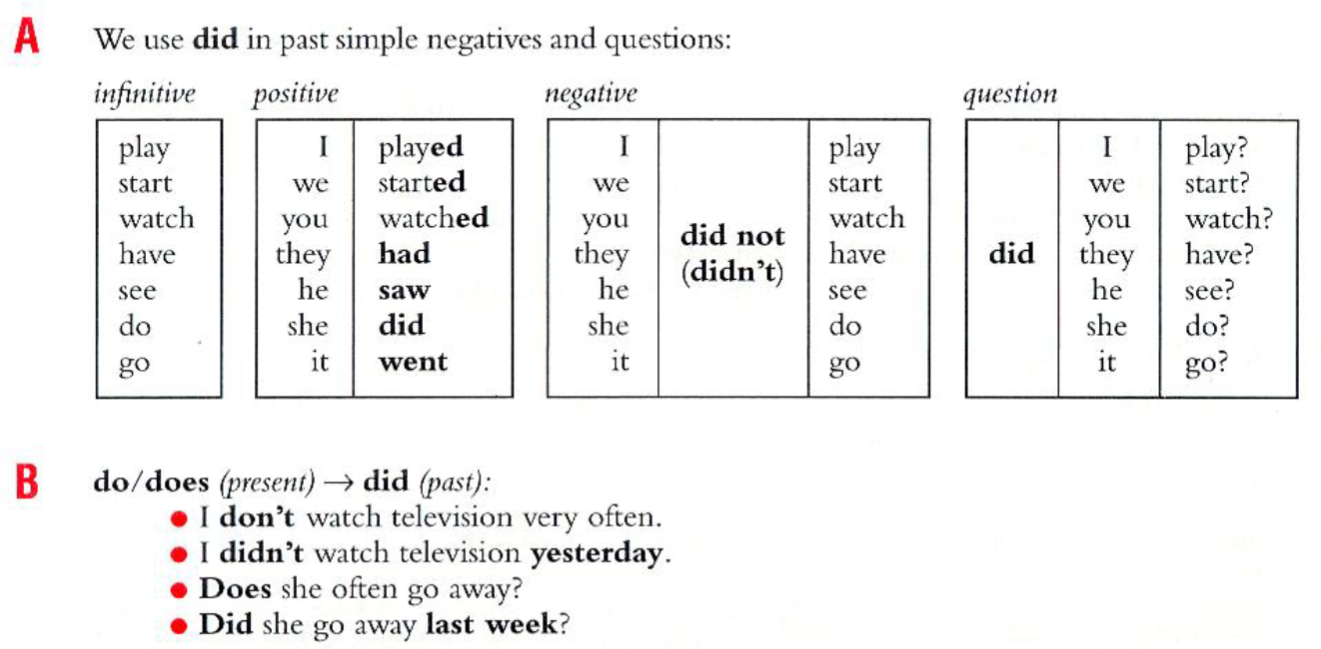 A We use did in past simple negatives and questions:
infinitive positive negative question
play I played I play I play?
start we started we start we start?
watch you watched you watch you watch?
have they had they did not have did they have?
see he saw he (didn't) see he see?
do she did she do she do?
go it went it go it go?
B do/does (present) → did (past):
● I don't watch television very often.
● I didn't watch television yesterday.
● Does she often go away?
● Did she go away last week?